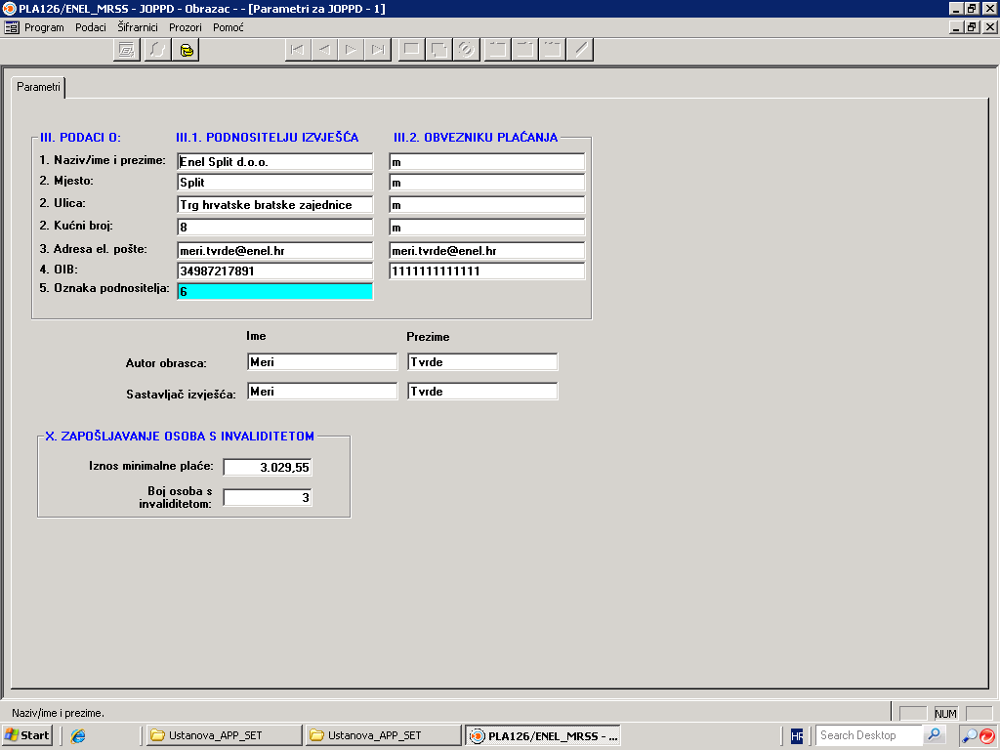 PLA126/ENEL_MRSS - JOPPD - Obrazac - - [Parametri za JOPPD - 1]
Program Podaci Šifrarnici Prozori Pomoć
Parametri
III. PODACI O: III.1. PODNOSITELJU IZVJEŠĆA III.2. OBVEZNIKU PLAĆANJA
1. Naziv/ime i prezime: Enel Split d.o.o. m
2. Mjesto: Split m
2. Ulica: Trg hrvatske bratske zajednice m
2. Kućni broj: 8 m
3. Adresa el. pošte: meri.tvrde@enel.hr meri.tvrde@enel.hr
4. OIB: 34987217891 1111111111111
5. Oznaka podnositelja: 6
Ime Prezime
Autor obrasca: Meri Tvrde
Sastavljač izvješća: Meri Tvrde
X. ZAPOŠLJAVANJE OSOBA S INVALIDITETOM
Iznos minimalne plaće: 3.029,55
Boj osoba s
invaliditetom: 3
Naziv/ime i prezime. NUM
Start Ustanova_APP_SET Ustanova_APP_SET PLA126/ENEL_MRSS - ... HR Search Desktop